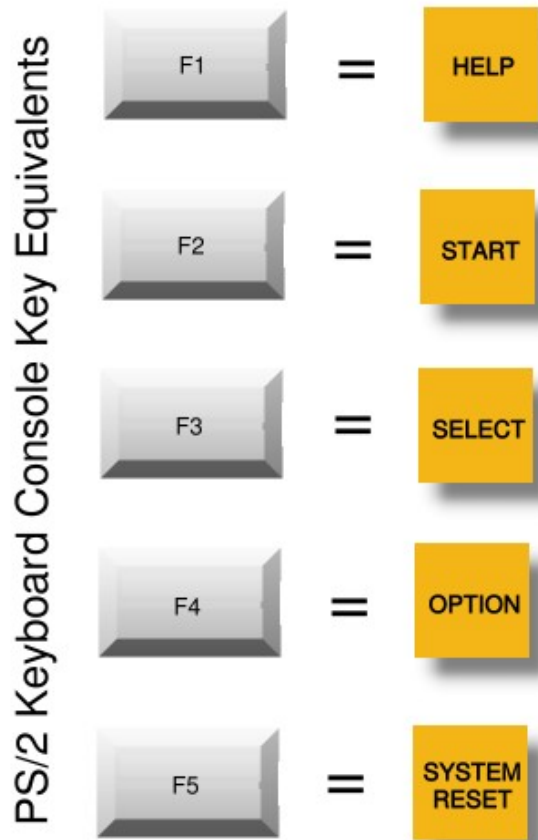 PS/2 Keyboard Console Key Equivalents
F1 = HELP
F2 = START
F3 = SELECT
F4 = OPTION
F5 = SYSTEM
RESET